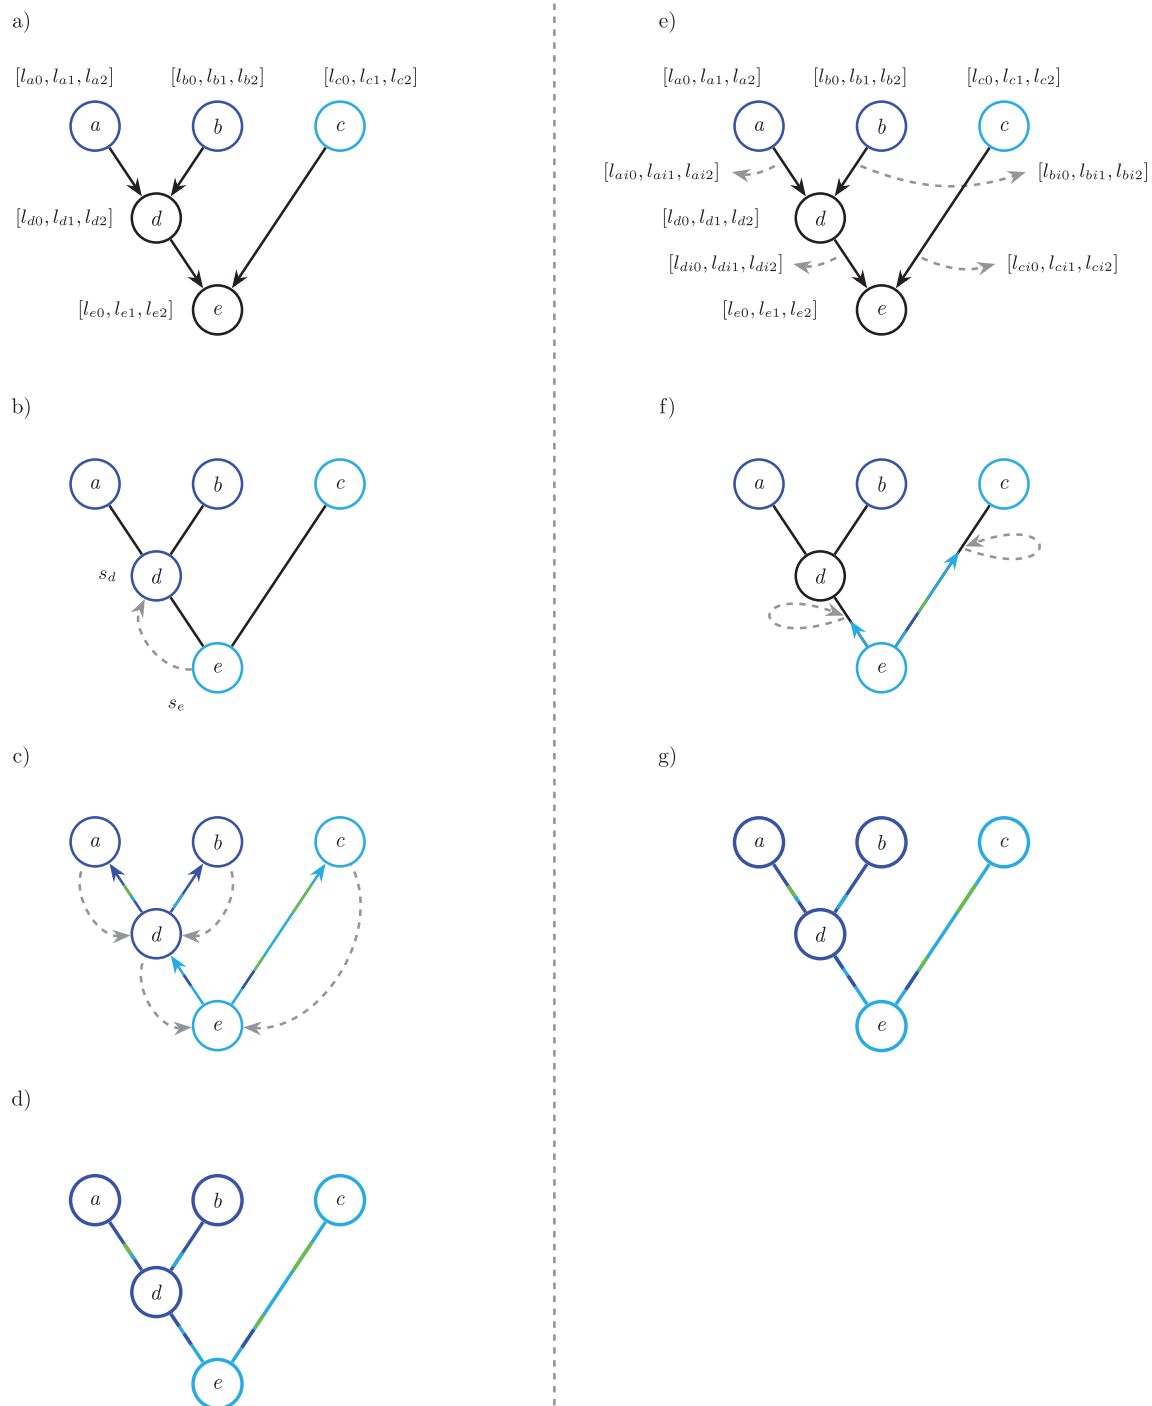 a)
[l_{a0}, l_{a1}, l_{a2}] [l_{b0}, l_{b1}, l_{b2}] [l_{c0}, l_{c1}, l_{c2}]
a b c
[l_{d0}, l_{d1}, l_{d2}] d
[l_{e0}, l_{e1}, l_{e2}] e
b)
a b c
s_d d
e
s_e
c)
a b c
d
e
d)
a b c
d
e
e)
[l_{a0}, l_{a1}, l_{a2}] [l_{b0}, l_{b1}, l_{b2}] [l_{c0}, l_{c1}, l_{c2}]
a b c
[l_{ai0}, l_{ai1}, l_{ai2}] [l_{bi0}, l_{bi1}, l_{bi2}]
[l_{d0}, l_{d1}, l_{d2}] d
[l_{di0}, l_{di1}, l_{di2}] [l_{ci0}, l_{ci1}, l_{ci2}]
[l_{e0}, l_{e1}, l_{e2}] e
f)
a b c
d
e
g)
a b c
d
e